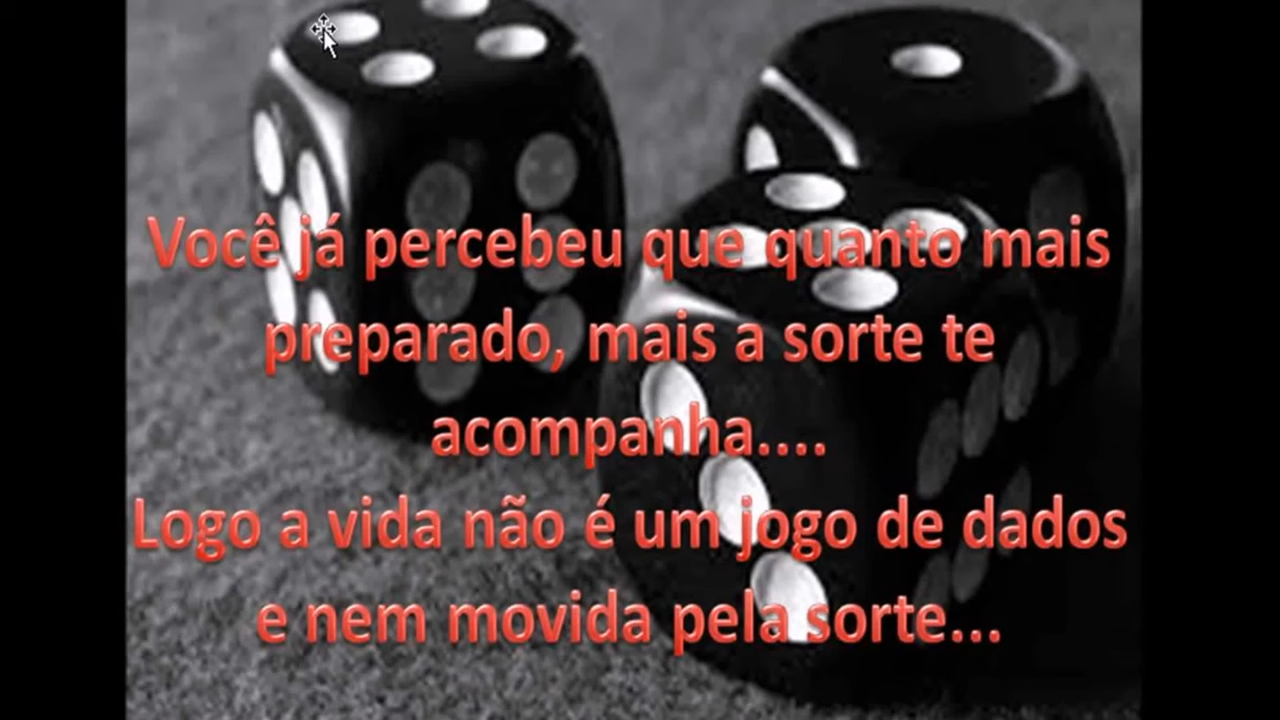 Você já percebeu que quanto mais
preparado, mais a sorte te
acompanha....
Logo a vida não é um jogo de dados
e nem movida pela sorte...